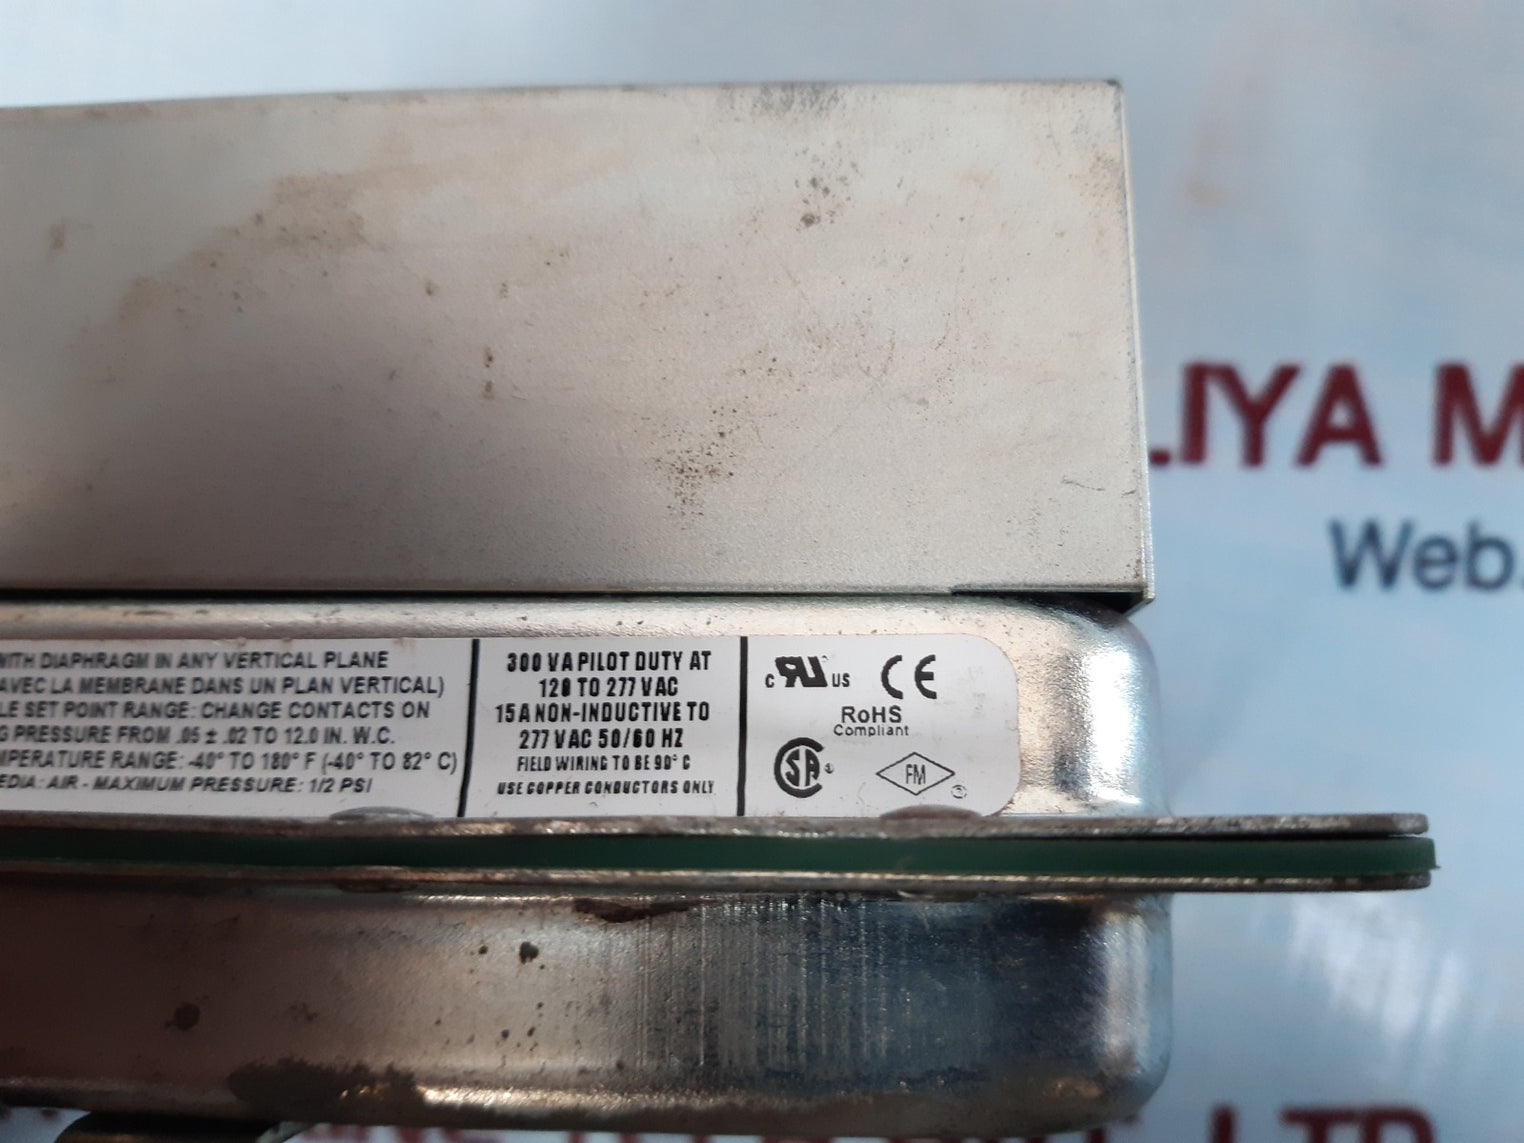 WITH DIAPHRAGM IN ANY VERTICAL PLANE
AVEC LA MEMBRANE DANS UN PLAN VERTICAL)
LE SET POINT RANGE: CHANGE CONTACTS ON
G PRESSURE FROM .05 ± .02 TO 12.0 IN. W.C.
MPERATURE RANGE: -40° TO 180° F (-40° TO 82° C)
EDIA: AIR - MAXIMUM PRESSURE: 1/2 PSI
300 VA PILOT DUTY AT
120 TO 277 VAC
15 A NON-INDUCTIVE TO
277 VAC 50/60 HZ
FIELD WIRING TO BE 90° C
USE COPPER CONDUCTORS ONLY
C RU US CE
RoHS
Compliant
SA FM
LIYA M
Web.